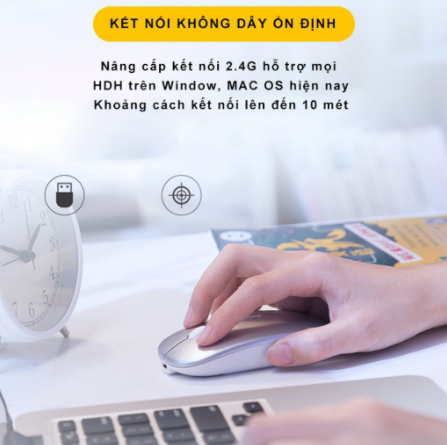 KẾT NỐI KHÔNG DÂY ỔN ĐỊNH
Nâng cấp kết nối 2.4G hỗ trợ mọi
HDH trên Window, MAC OS hiện nay
Khoảng cách kết nối lên đến 10 mét